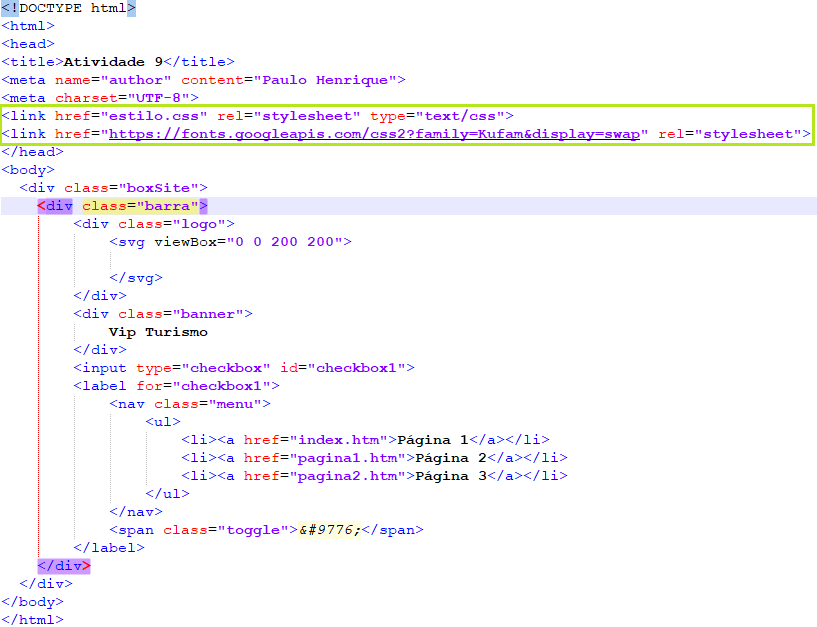 <!DOCTYPE html>
<html>
<head>
<title>Atividade 9</title>
<meta name="author" content="Paulo Henrique">
<meta charset="UTF-8">
<link href="estilo.css" rel="stylesheet" type="text/css">
<link href="https://fonts.googleapis.com/css2?family=Kufam&display=swap" rel="stylesheet">
</head>
<body>
<div class="boxSite">
<div class="barra">
<div class="logo">
<svg viewBox="0 0 200 200">
</svg>
</div>
<div class="banner">
Vip Turismo
</div>
<input type="checkbox" id="checkbox1">
<label for="checkbox1">
<nav class="menu">
<ul>
<li><a href="index.htm">Página 1</a></li>
<li><a href="pagina1.htm">Página 2</a></li>
<li><a href="pagina2.htm">Página 3</a></li>
</ul>
</nav>
<span class="toggle">&#9776;</span>
</label>
</div>
</div>
</body>
</html>